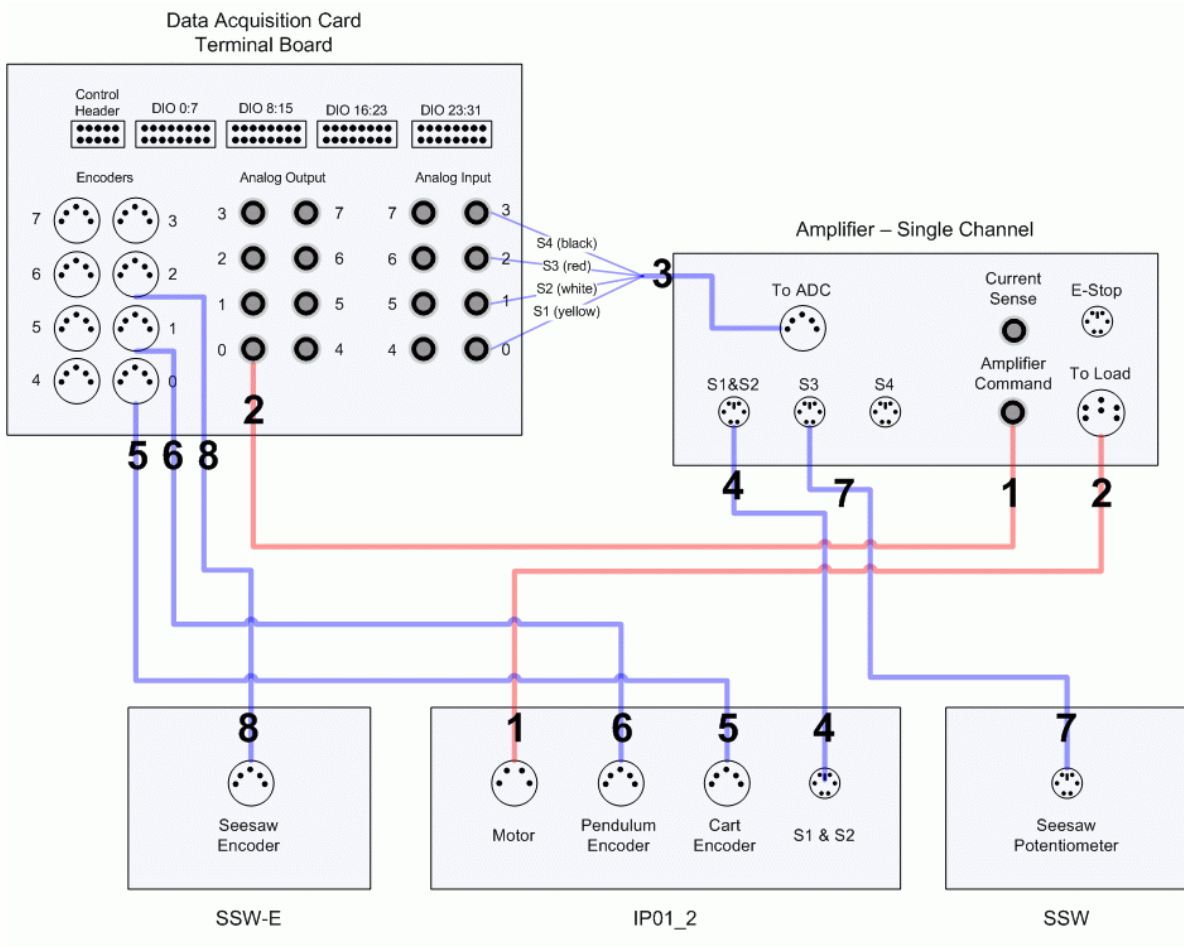 Data Acquisition Card
Terminal Board
Control
Header
DIO 0:7
DIO 8:15
DIO 16:23
DIO 23:31
Encoders
Analog Output
Analog Input
7
3
3
7
7
3
6
2
2
6
6
2
5
1
1
5
5
1
4
0
0
4
4
0
S4 (black)
S3 (red)
S2 (white)
S1 (yellow)
3
Amplifier – Single Channel
To ADC
Current
Sense
E-Stop
Amplifier
Command
To Load
S1&S2
S3
S4
2
5
6
8
4
7
1
2
8
1
6
5
4
7
Seesaw
Encoder
Motor
Pendulum
Encoder
Cart
Encoder
S1 & S2
Seesaw
Potentiometer
SSW-E
IP01_2
SSW